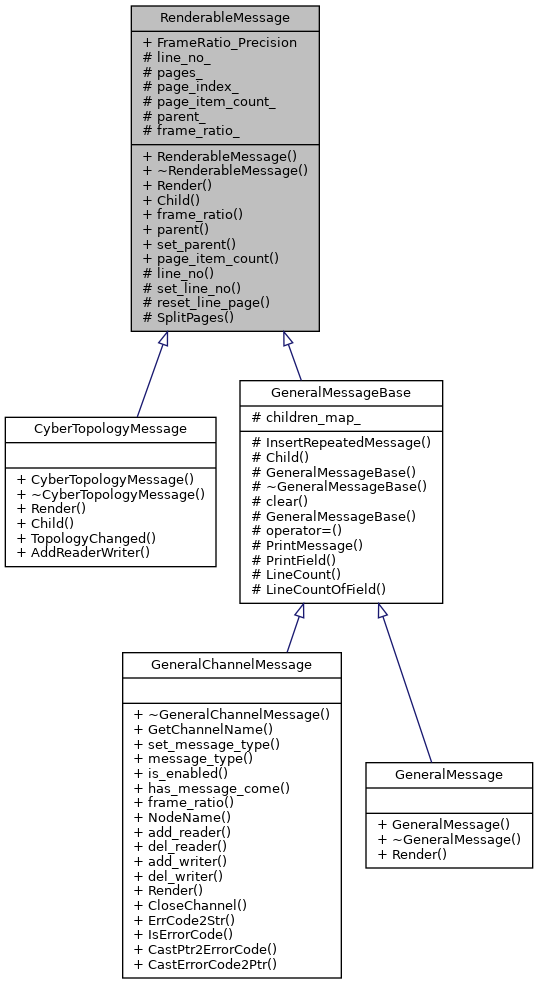 RenderableMessage
+ FrameRatio_Precision
# line_no_
# pages_
# page_index_
# page_item_count_
# parent_
# frame_ratio_
+ RenderableMessage()
+ ~RenderableMessage()
+ Render()
+ Child()
+ frame_ratio()
+ parent()
+ set_parent()
+ page_item_count()
# line_no()
# set_line_no()
# reset_line_page()
# SplitPages()
CyberTopologyMessage
+ CyberTopologyMessage()
+ ~CyberTopologyMessage()
+ Render()
+ Child()
+ TopologyChanged()
+ AddReaderWriter()
GeneralMessageBase
# children_map_
# InsertRepeatedMessage()
# Child()
# GeneralMessageBase()
# ~GeneralMessageBase()
# clear()
# GeneralMessageBase()
# operator=()
# PrintMessage()
# PrintField()
# LineCount()
# LineCountOfField()
GeneralChannelMessage
+ ~GeneralChannelMessage()
+ GetChannelName()
+ set_message_type()
+ message_type()
+ is_enabled()
+ has_message_come()
+ frame_ratio()
+ NodeName()
+ add_reader()
+ del_reader()
+ add_writer()
+ del_writer()
+ Render()
+ CloseChannel()
+ ErrCode2Str()
+ IsErrorCode()
+ CastPtr2ErrorCode()
+ CastErrorCode2Ptr()
GeneralMessage
+ GeneralMessage()
+ ~GeneralMessage()
+ Render()